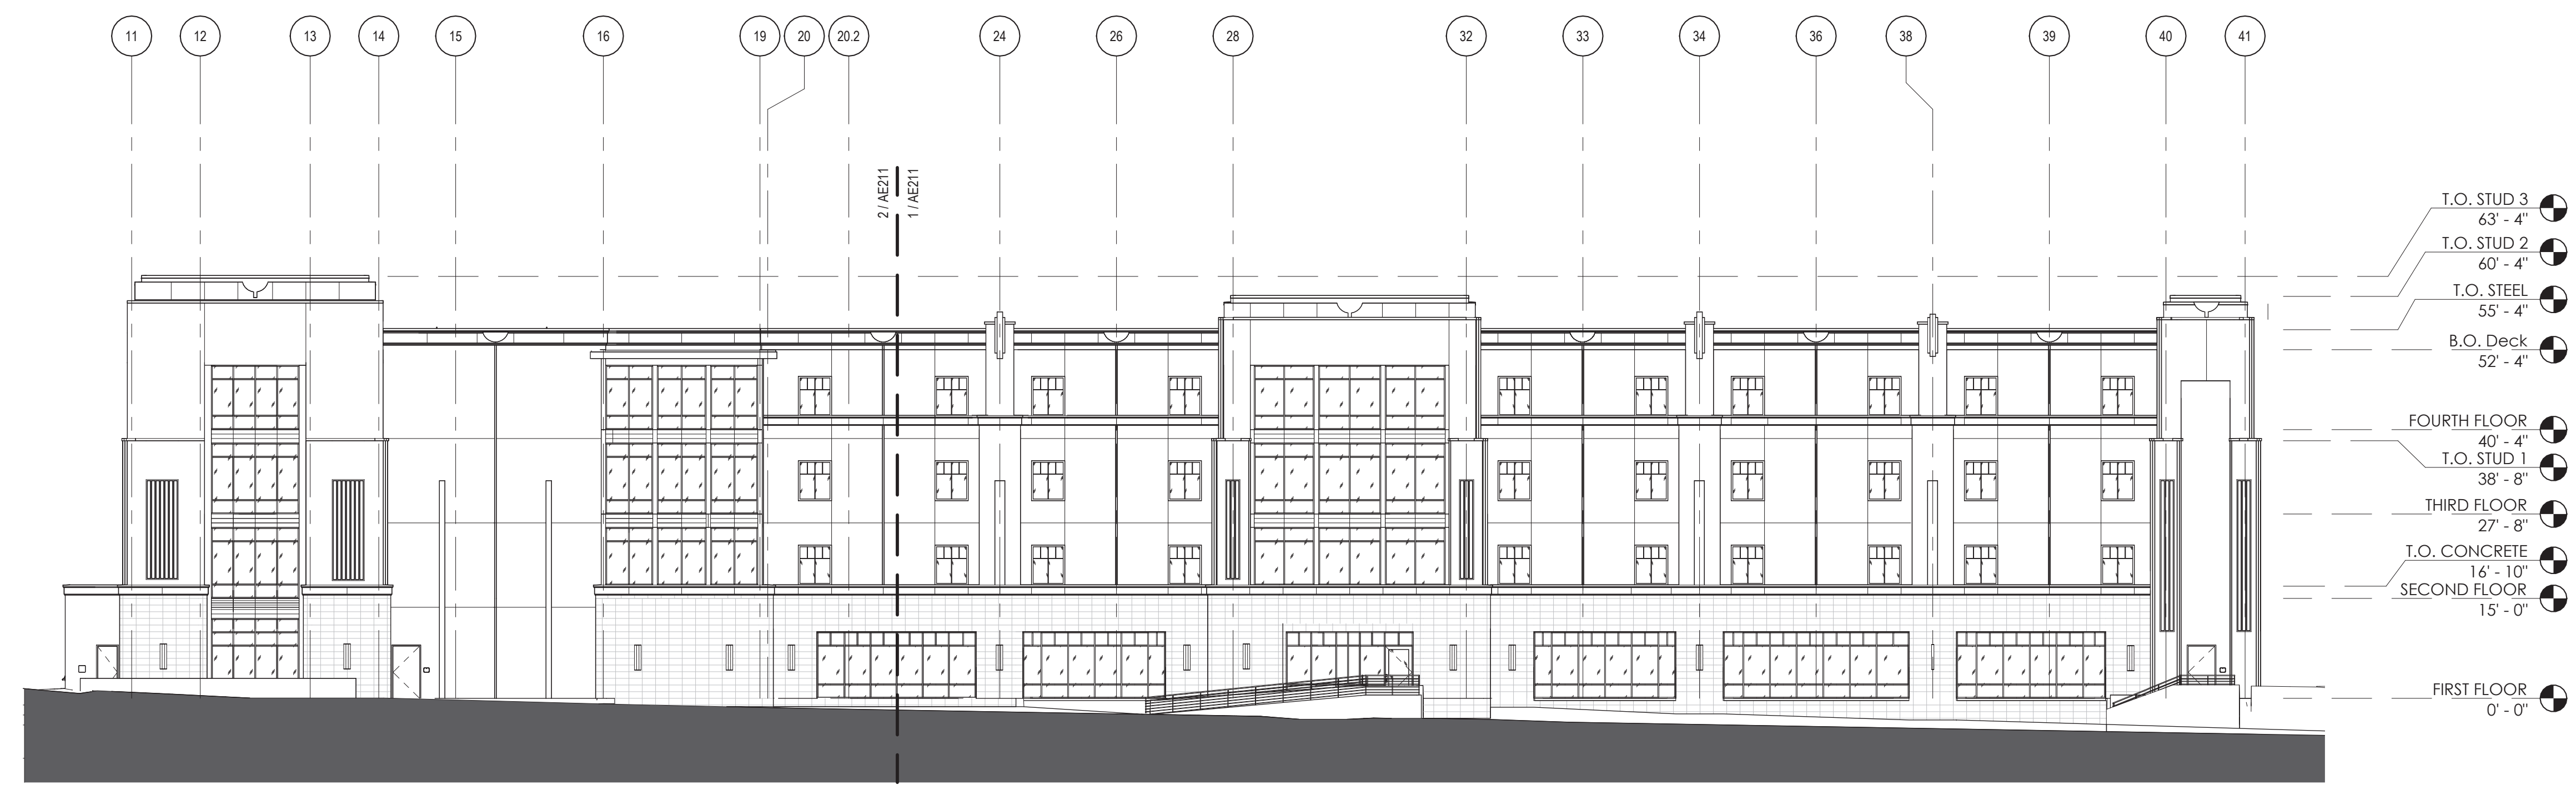 11
12
13
14
15
16
19
20
20.2
24
26
28
32
33
34
36
38
39
40
41
2 / AE211
1 / AE211
T.O. STUD 3
63' - 4"
T.O. STUD 2
60' - 4"
T.O. STEEL
55' - 4"
B.O. Deck
52' - 4"
FOURTH FLOOR
40' - 4"
T.O. STUD 1
38' - 8"
THIRD FLOOR
27' - 8"
T.O. CONCRETE
16' - 10"
SECOND FLOOR
15' - 0"
FIRST FLOOR
0' - 0"